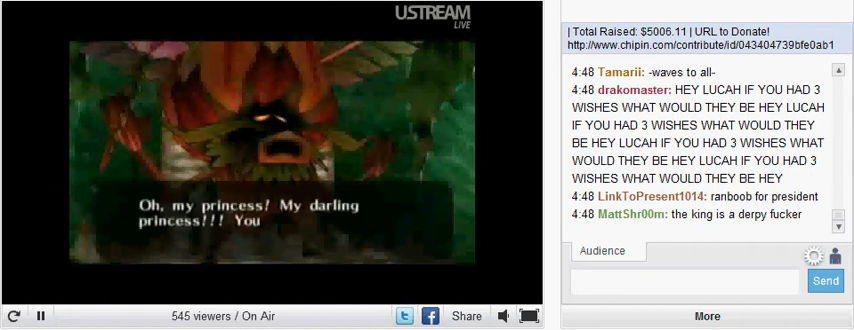 USTREAM
LIVE
Oh, my princess! My darling
princess!!! You
545 viewers / On Air
Share
| Total Raised: $5006.11 | URL to Donate!
http://www.chipin.com/contribute/id/043404739bfe0ab1
4:48 Tamarii: -waves to all-
4:48 drakomaster: HEY LUCAH IF YOU HAD 3
WISHES WHAT WOULD THEY BE HEY LUCAH
IF YOU HAD 3 WISHES WHAT WOULD THEY
BE HEY LUCAH IF YOU HAD 3 WISHES WHAT
WOULD THEY BE HEY LUCAH IF YOU HAD 3
WISHES WHAT WOULD THEY BE HEY
4:48 LinkToPresent1014: ranboob for president
4:48 MattShr00m: the king is a derpy fucker
Audience
Send
More